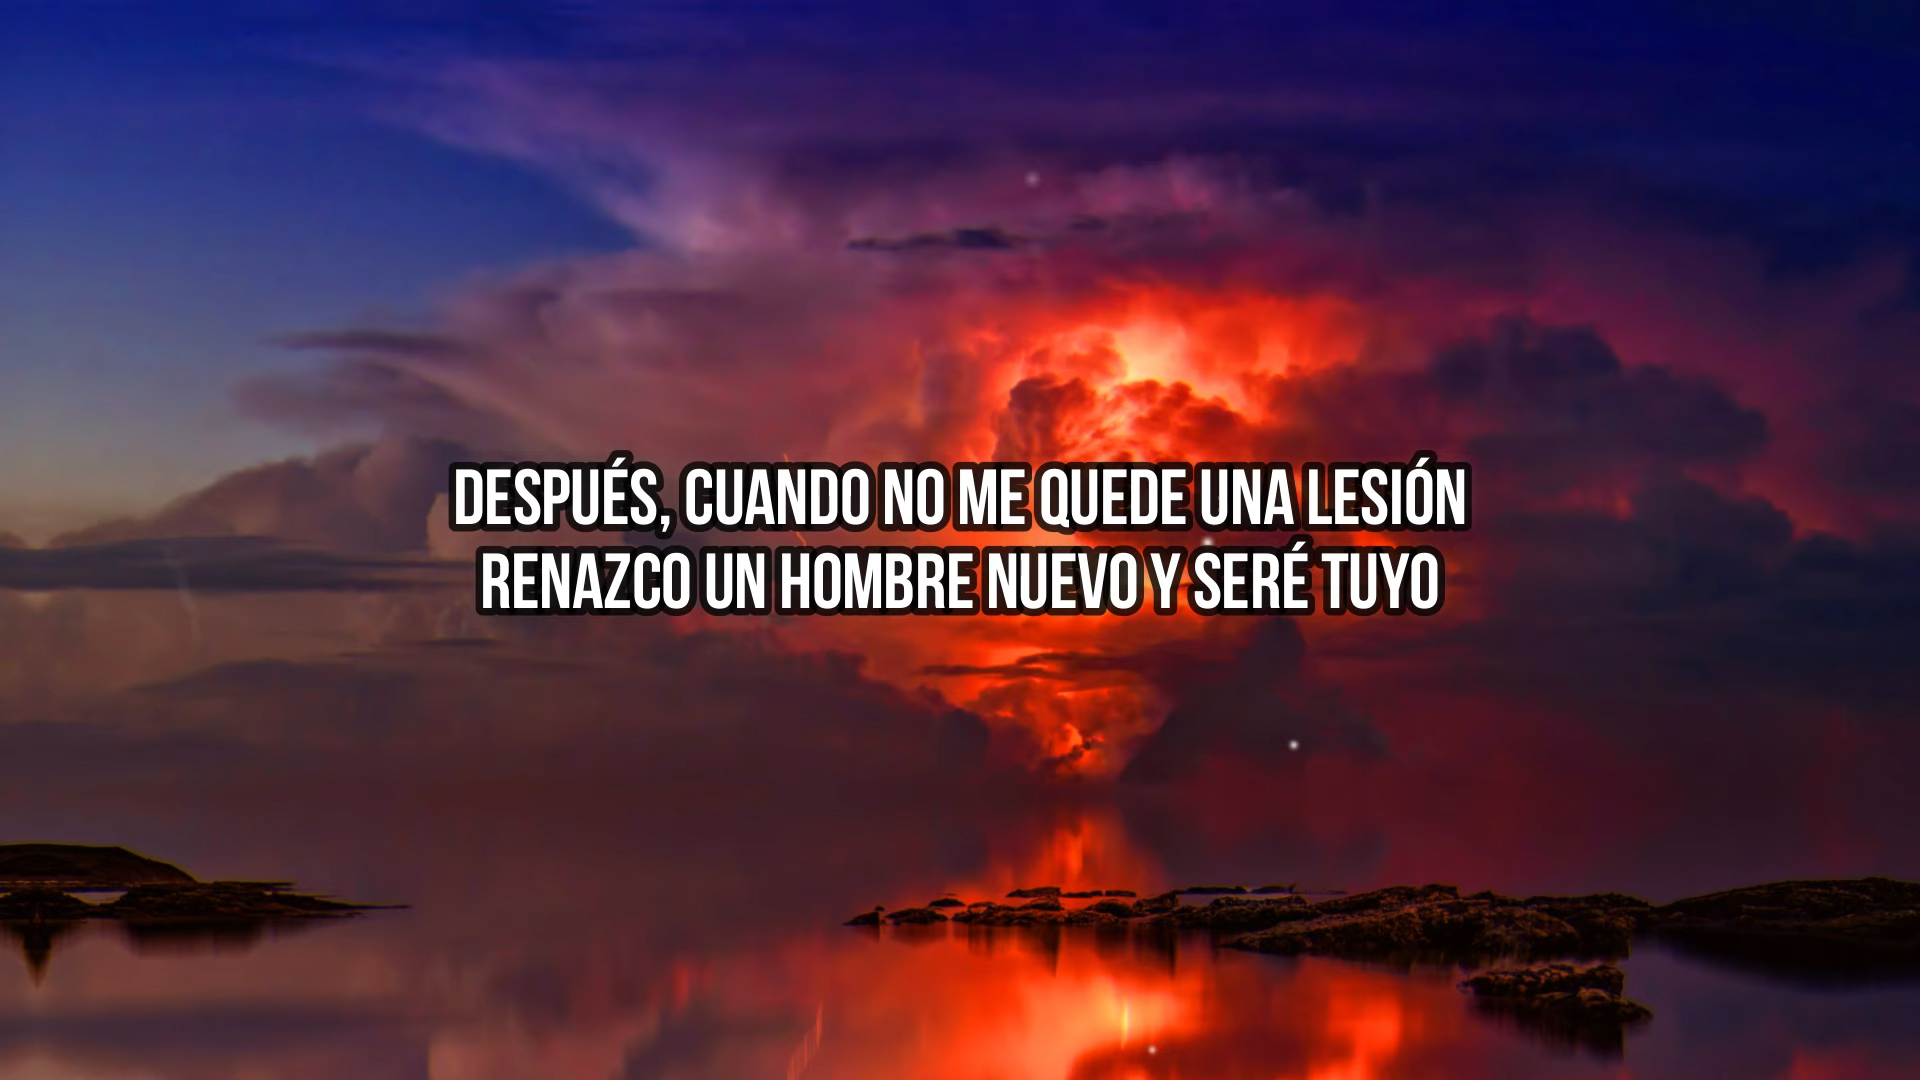 DESPUÉS, CUANDO NO ME QUEDE UNA LESIÓN
RENAZCO UN HOMBRE NUEVO Y SERÉ TUYO